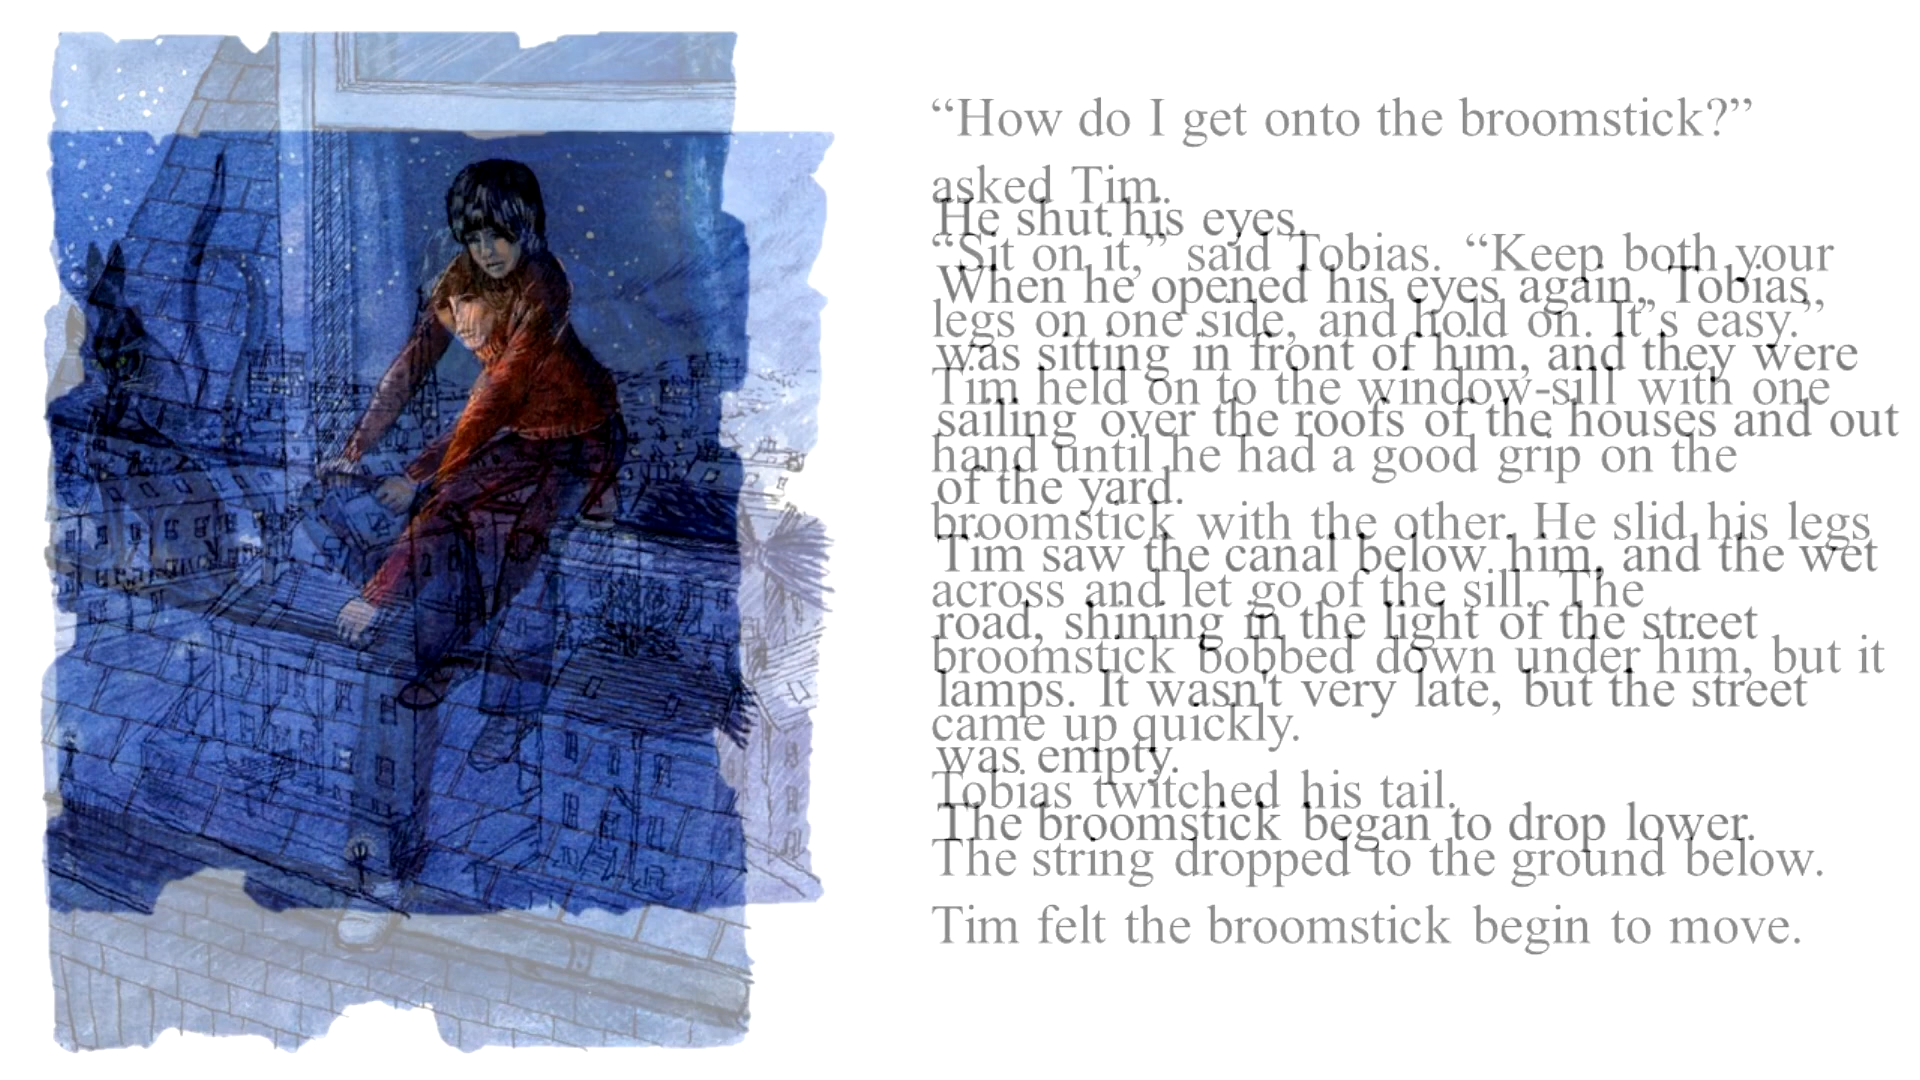 “How do I get onto the broomstick?”
asked Tim.
“Sit on it,” said Tobias. “Keep both your
legs on one side, and hold on. It’s easy.”
Tim held on to the window-sill with one
hand until he had a good grip on the
broomstick with the other. He slid his legs
across and let go of the sill. The
broomstick bobbed down under him, but it
came up quickly.
Tobias twitched his tail.
The string dropped to the ground below.
Tim felt the broomstick begin to move.
He shut his eyes.
When he opened his eyes again, Tobias,
was sitting in front of him, and they were
sailing over the roofs of the houses and out
of the yard.
Tim saw the canal below him, and the wet
road, shining in the light of the street
lamps. It wasn't very late, but the street
was empty.
The broomstick began to drop lower.